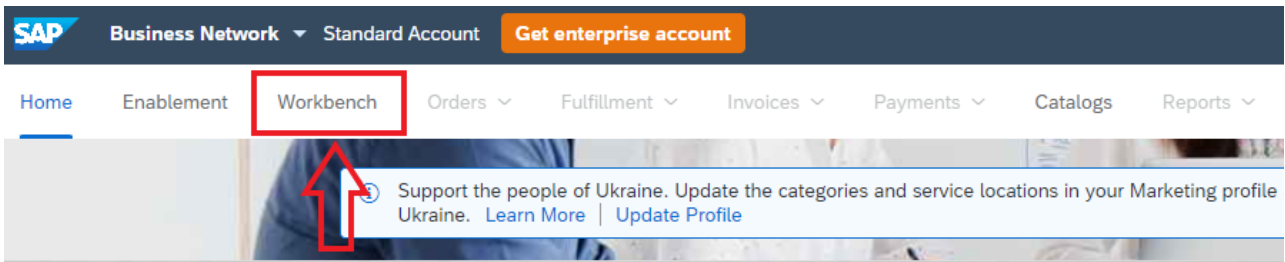 SAP Business Network Standard Account Get enterprise account
Home Enablement Workbench Orders Fulfillment Invoices Payments Catalogs Reports
Support the people of Ukraine. Update the categories and service locations in your Marketing profile
Ukraine. Learn More | Update Profile